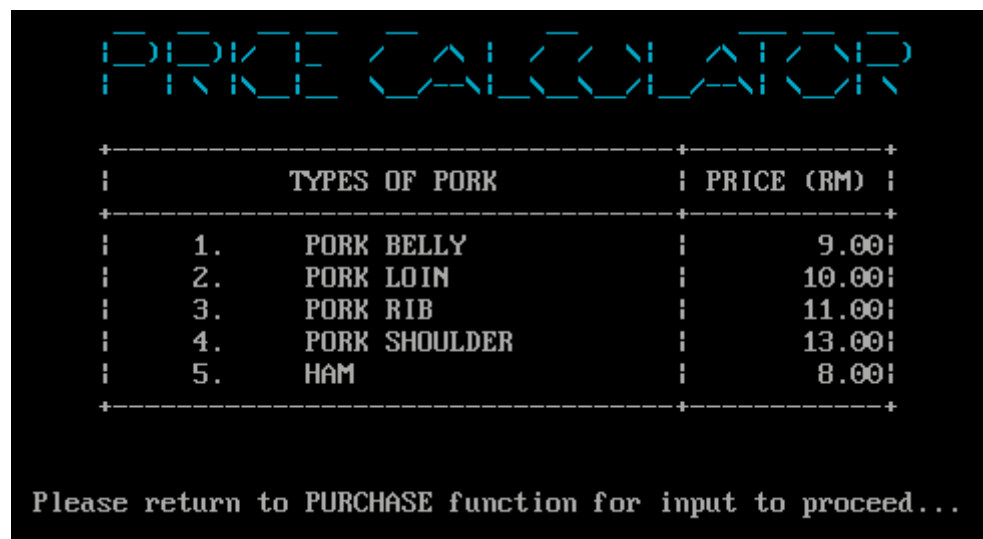 PRICE CALCULATOR
TYPES OF PORK PRICE (RM)
1. PORK BELLY 9.00
2. PORK LOIN 10.00
3. PORK RIB 11.00
4. PORK SHOULDER 13.00
5. HAM 8.00
Please return to PURCHASE function for input to proceed...